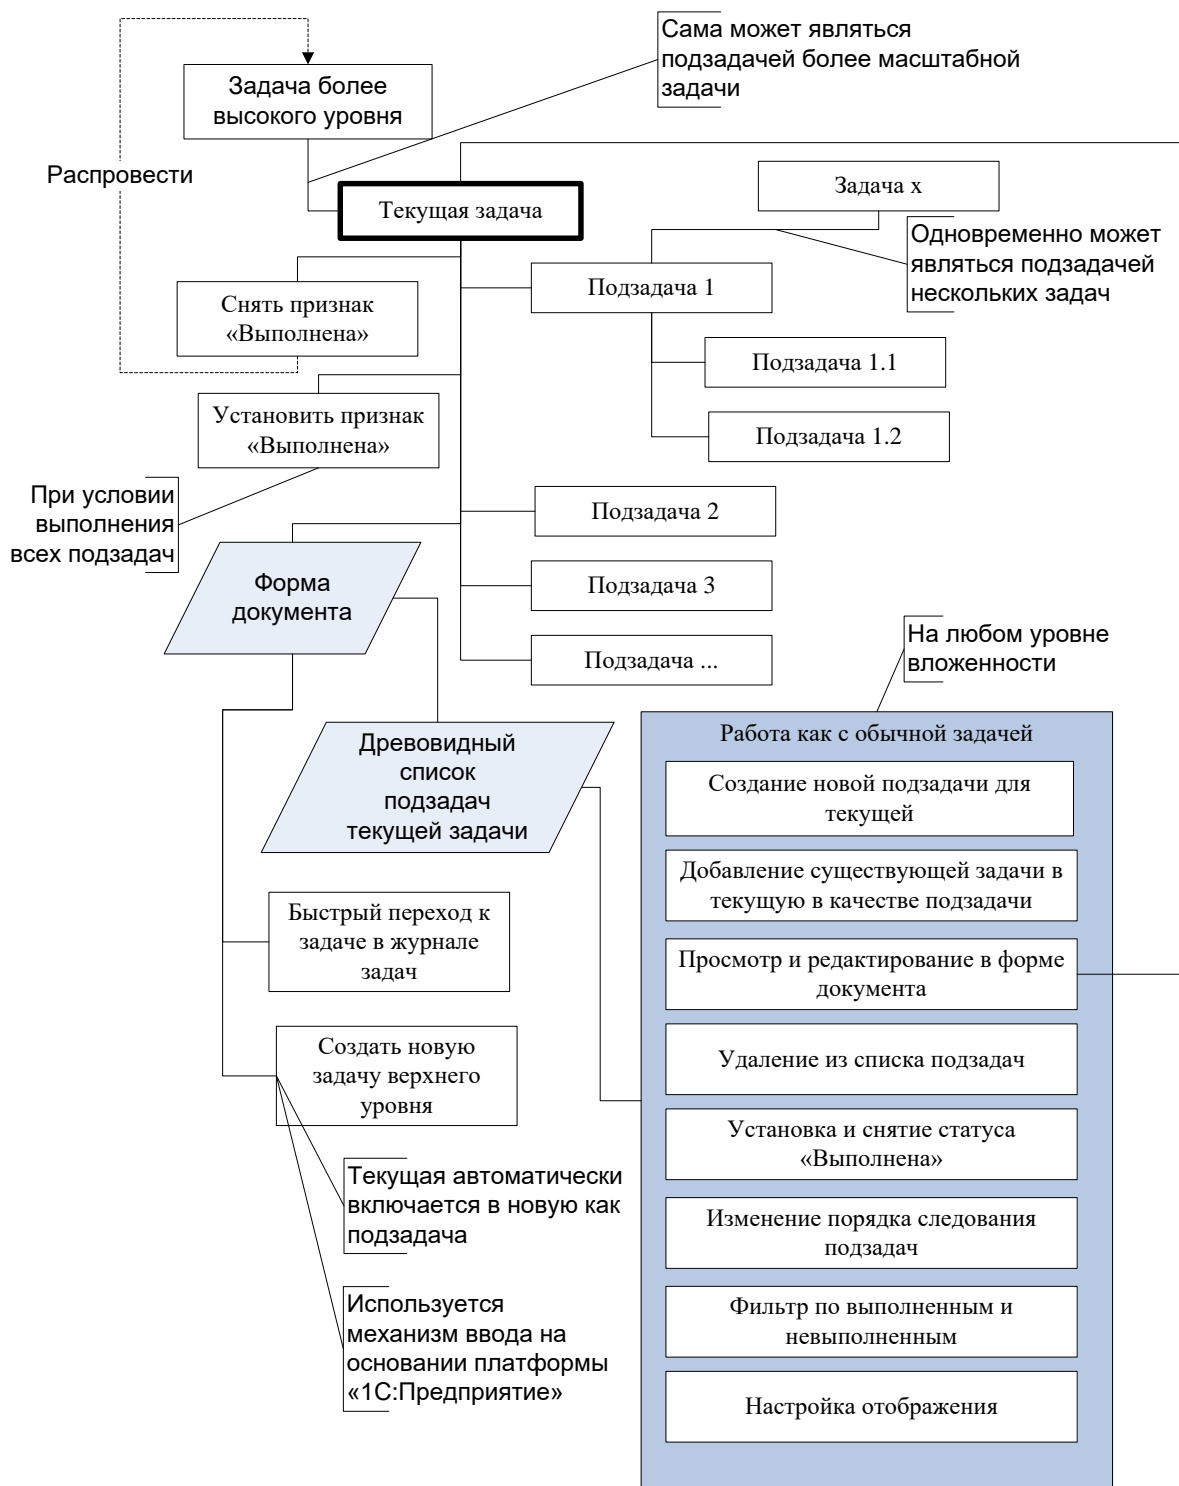 Сама может являться
подзадачей более масштабной
задачи
Задача более
высокого уровня
Распровести
Текущая задача
Задача х
Одновременно может
являться подзадачей
нескольких задач
Подзадача 1
Снять признак
«Выполнена»
Подзадача 1.1
Установить признак
«Выполнена»
Подзадача 1.2
При условии
выполнения
всех подзадач
Подзадача 2
Форма
документа
Подзадача 3
На любом уровне
вложенности
Подзадача ...
Древовидный
список
подзадач
текущей задачи
Работа как с обычной задачей
Создание новой подзадачи для
текущей
Добавление существующей задачи в
текущую в качестве подзадачи
Просмотр и редактирование в форме
документа
Удаление из списка подзадач
Установка и снятие статуса
«Выполнена»
Изменение порядка следования
подзадач
Фильтр по выполненным и
невыполненным
Настройка отображения
Быстрый переход к
задаче в журнале
задач
Создать новую
задачу верхнего
уровня
Текущая автоматически
включается в новую как
подзадача
Используется
механизм ввода на
основании платформы
«1С:Предприятие»